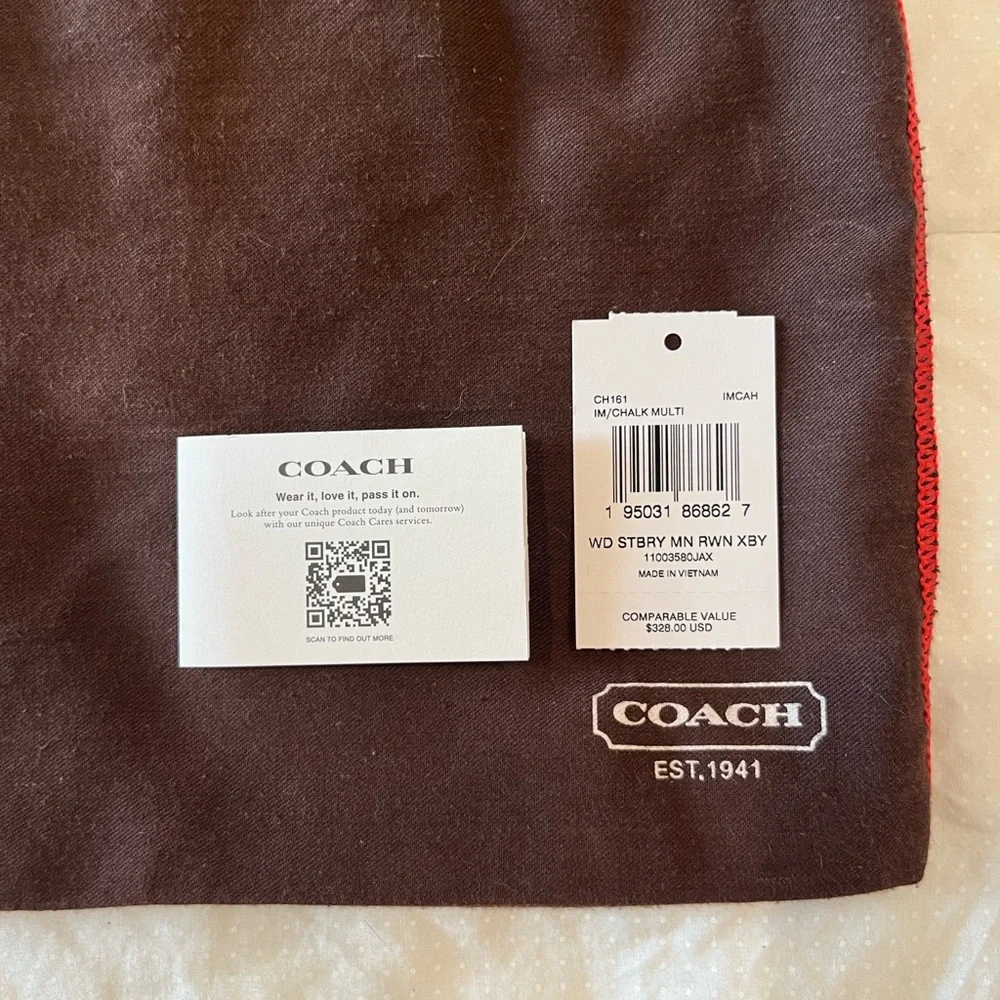 COACH
Wear it, love it, pass it on.
Look after your Coach product today (and tomorrow)
with our unique Coach Cares services.
SCAN TO FIND OUT MORE
CH161 IMCAH
IM/CHALK MULTI
1 95031 86862 7
WD STBRY MN RWN XBY
11003580JAX
MADE IN VIETNAM
COMPARABLE VALUE
$328.00 USD
COACH
EST. 1941